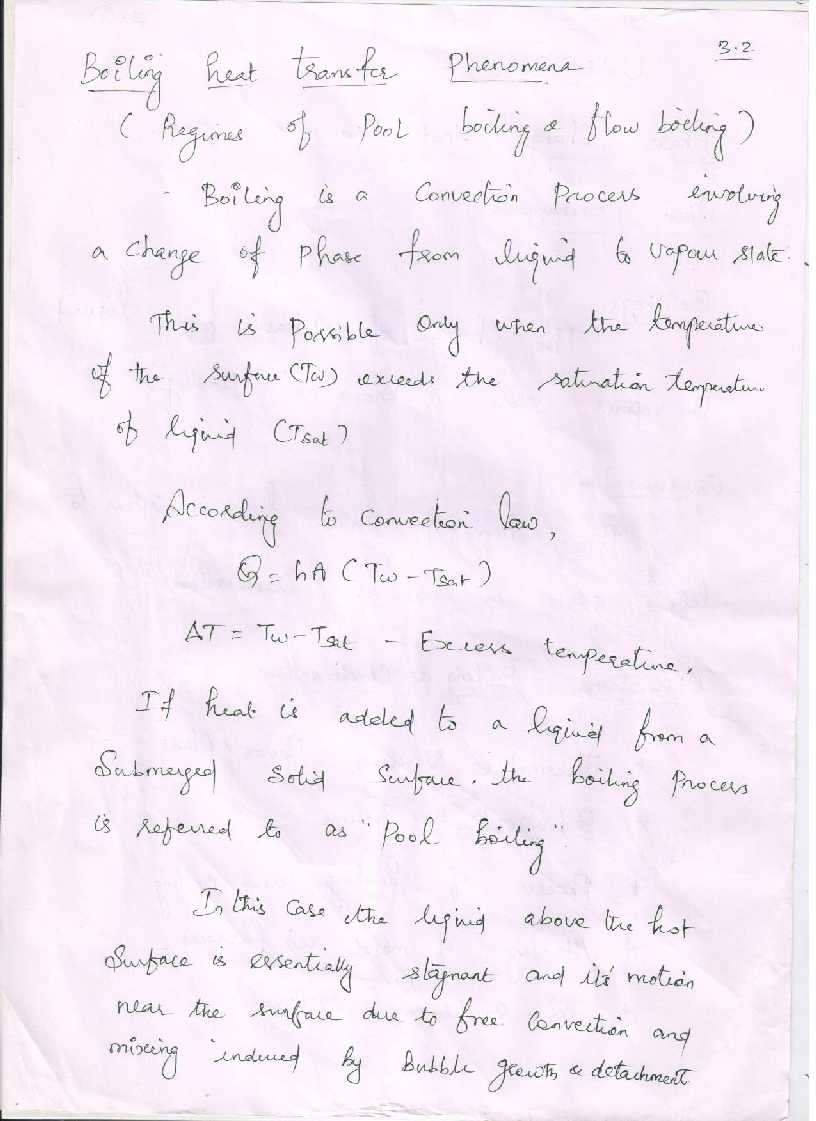 3.2
Boiling heat transfer Phenomena
( Regimes of Pool boiling & flow boiling )
- Boiling is a Convection Process involving
a change of phase from liquid to vapour state.
This is possible only when the temperature
of the surface (Tw) exceeds the saturation temperature
of liquid (Tsat)
According to convection law,
Q = hA (Tw - Tsat)
ΔT = Tw - Tsat - Excess temperature.
If heat is added to a liquid from a
Submerged Solid Surface. the boiling process
is referred to as "Pool boiling".
In this case the liquid above the hot
Surface is essentially stagnant and its motion
near the surface due to free Convection and
mixing induced by Bubble growth & detachment